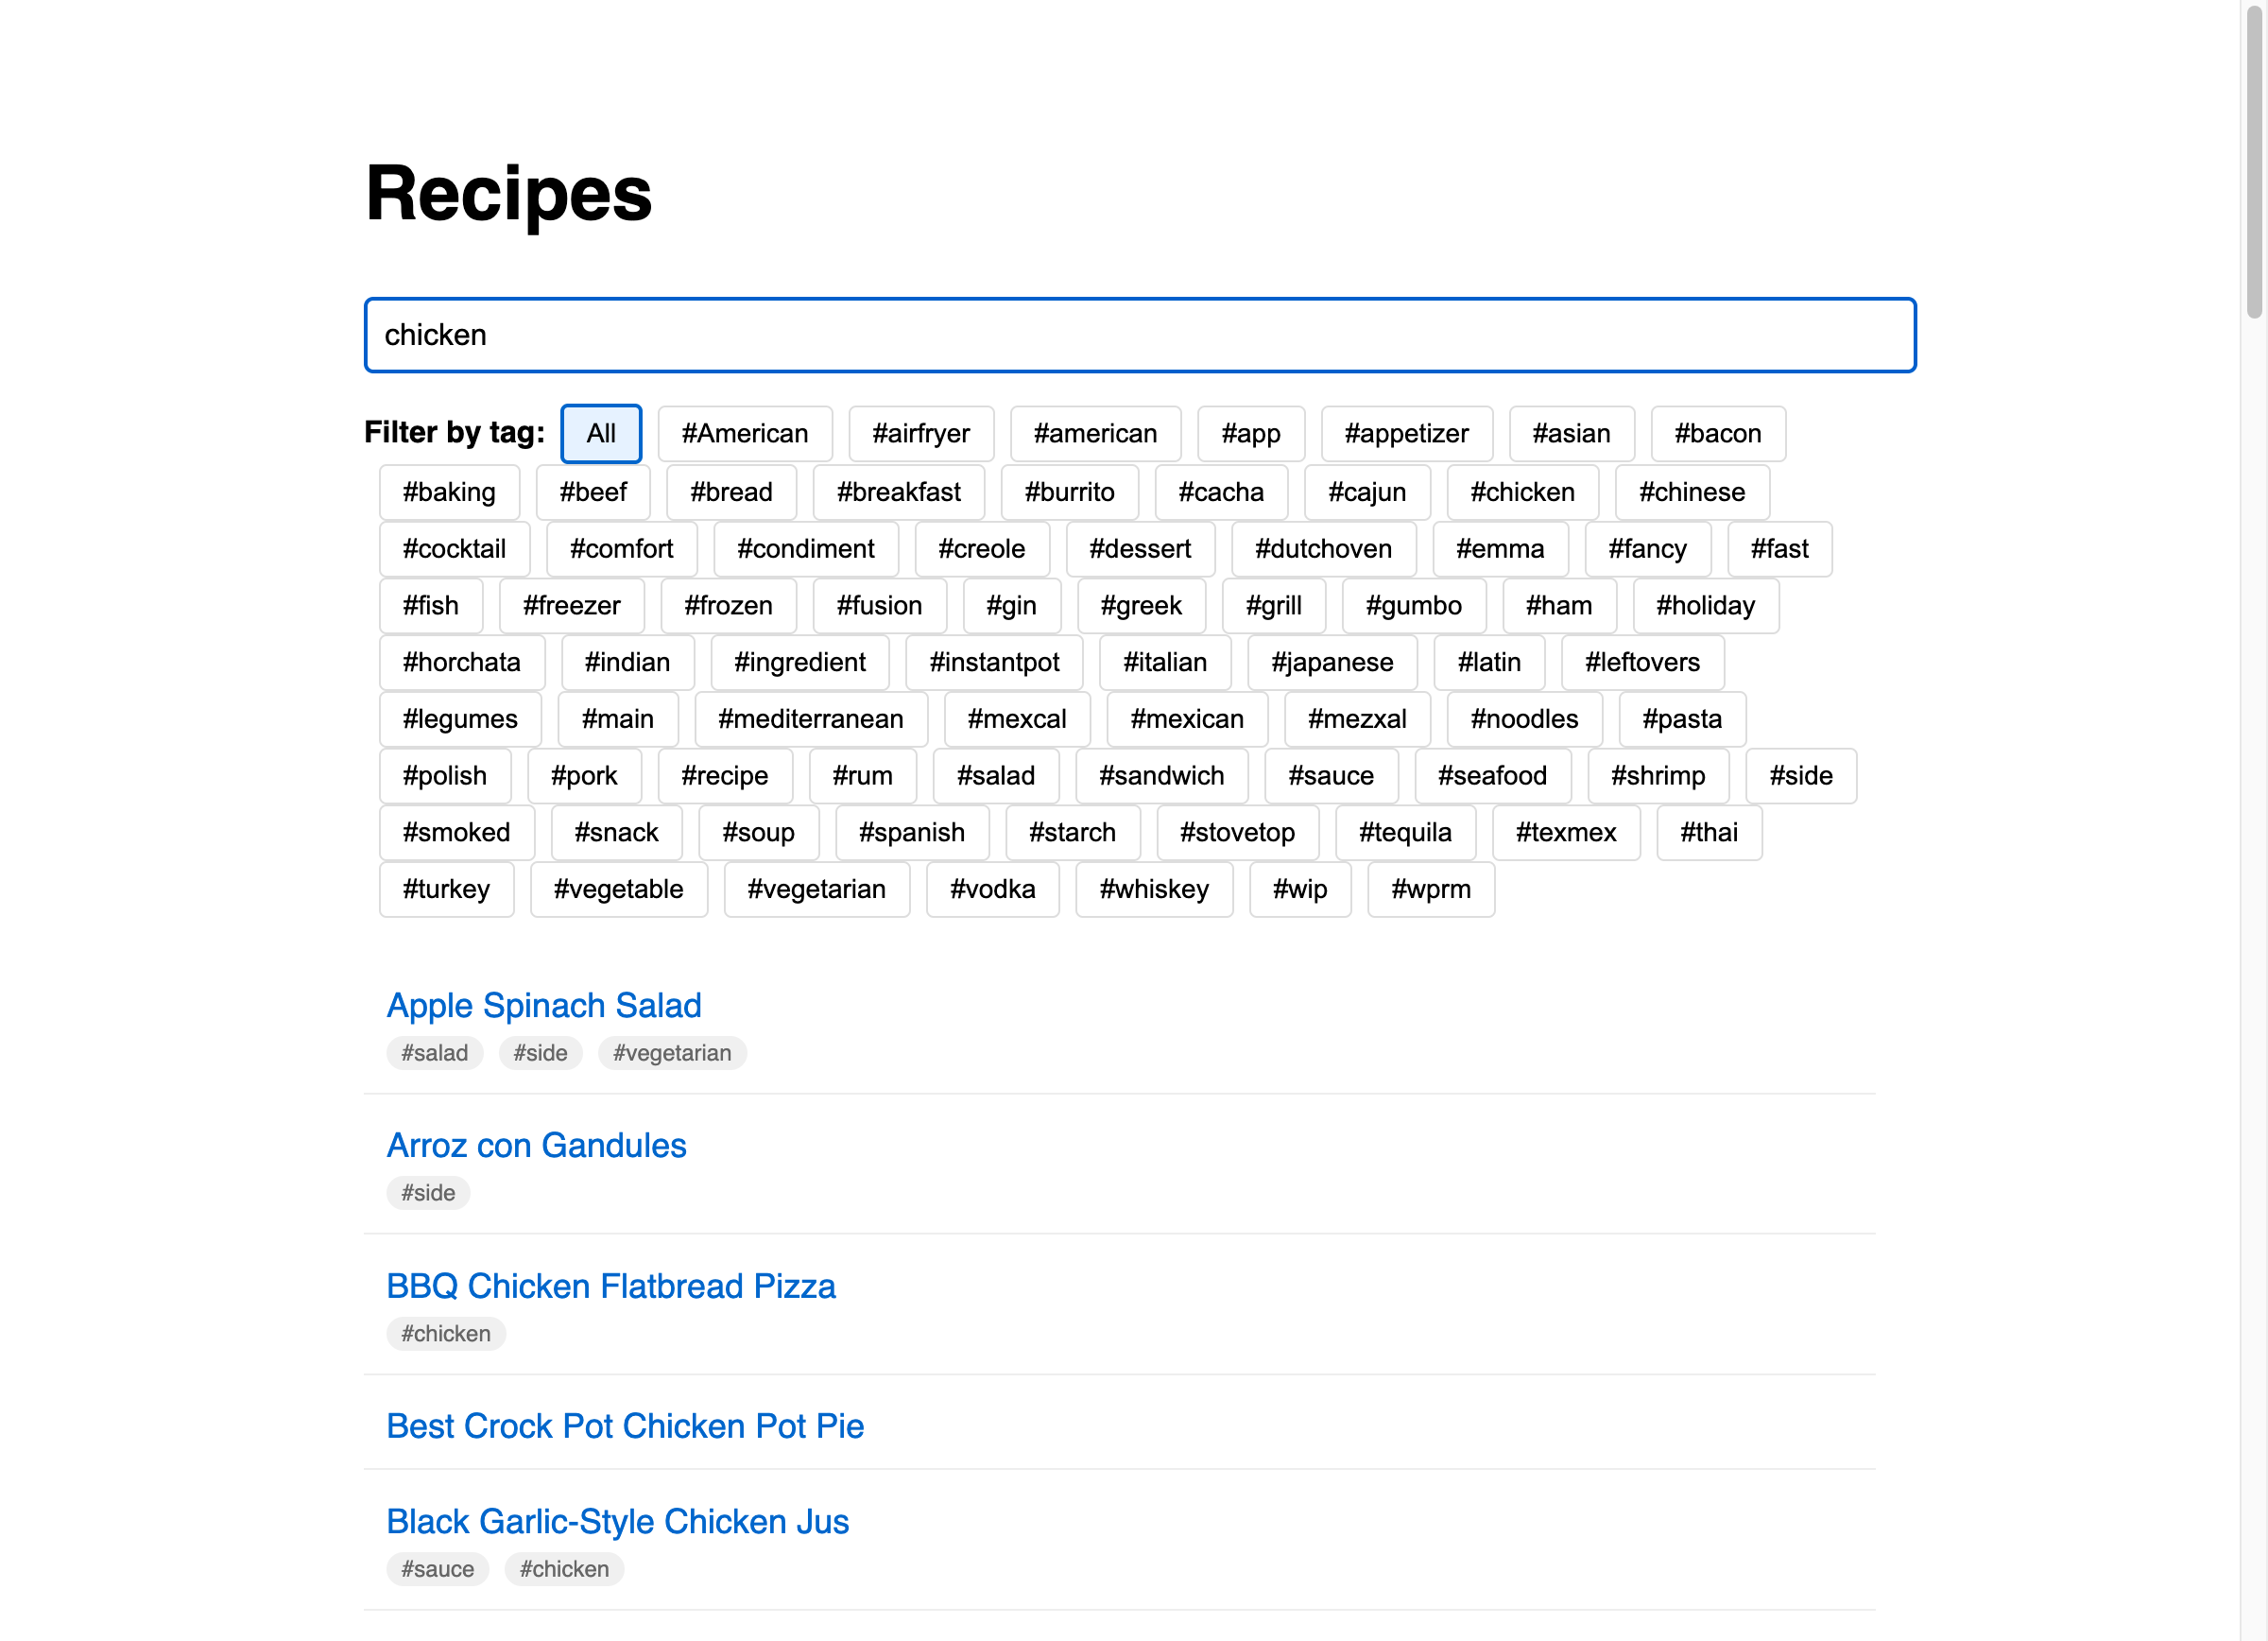 Recipes
chicken
Filter by tag: All #American #airfryer #american #app #appetizer #asian #bacon
#baking #beef #bread #breakfast #burrito #cacha #cajun #chicken #chinese
#cocktail #comfort #condiment #creole #dessert #dutchoven #emma #fancy #fast
#fish #freezer #frozen #fusion #gin #greek #grill #gumbo #ham #holiday
#horchata #indian #ingredient #instantpot #italian #japanese #latin #leftovers
#legumes #main #mediterranean #mexcal #mexican #mezxal #noodles #pasta
#polish #pork #recipe #rum #salad #sandwich #sauce #seafood #shrimp #side
#smoked #snack #soup #spanish #starch #stovetop #tequila #texmex #thai
#turkey #vegetable #vegetarian #vodka #whiskey #wip #wprm
Apple Spinach Salad
#salad #side #vegetarian
Arroz con Gandules
#side
BBQ Chicken Flatbread Pizza
#chicken
Best Crock Pot Chicken Pot Pie
Black Garlic-Style Chicken Jus
#sauce #chicken